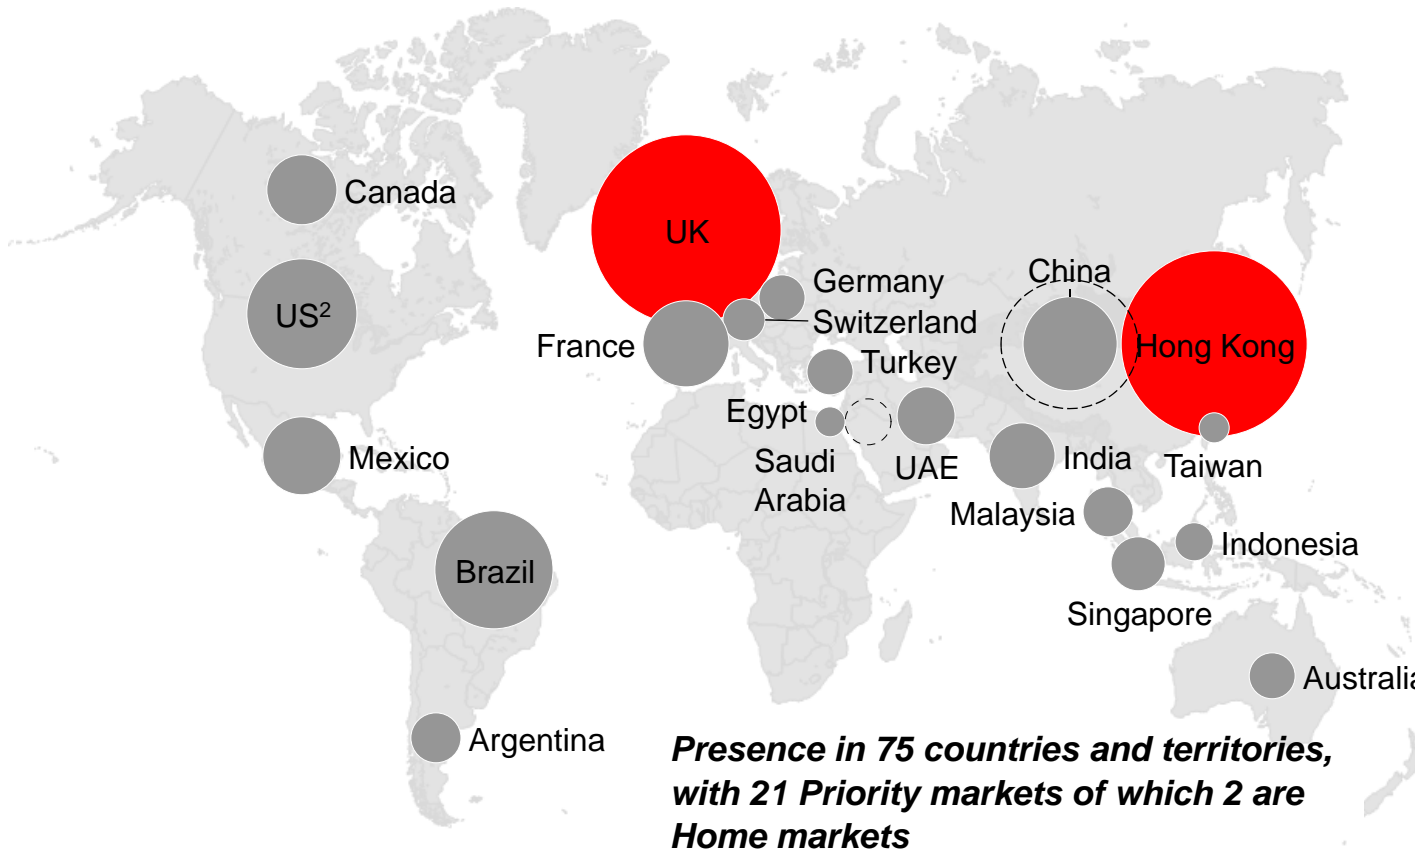 Canada
UK
US²
France
Germany
Switzerland
Turkey
China
Hong Kong
Mexico
Egypt
Saudi
Arabia
UAE
India
Taiwan
Malaysia
Indonesia
Singapore
Brazil
Australia
Argentina
Presence in 75 countries and territories,
with 21 Priority markets of which 2 are
Home markets